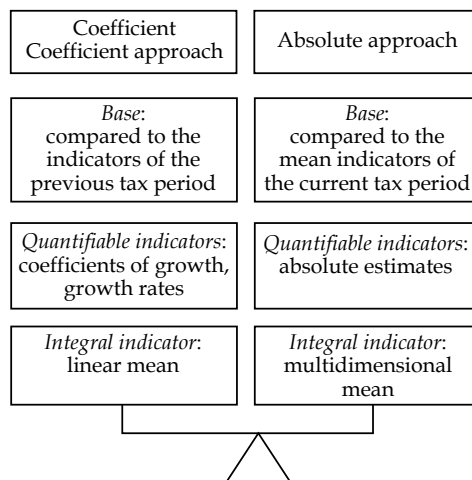 Coefficient
Coefficient approach
Absolute approach
Base:
compared to the
indicators of the
previous tax period
Base:
compared to the
mean indicators of
the current tax period
Quantifiable indicators:
coefficients of growth,
growth rates
Quantifiable indicators:
absolute estimates
Integral indicator:
linear mean
Integral indicator:
multidimensional
mean